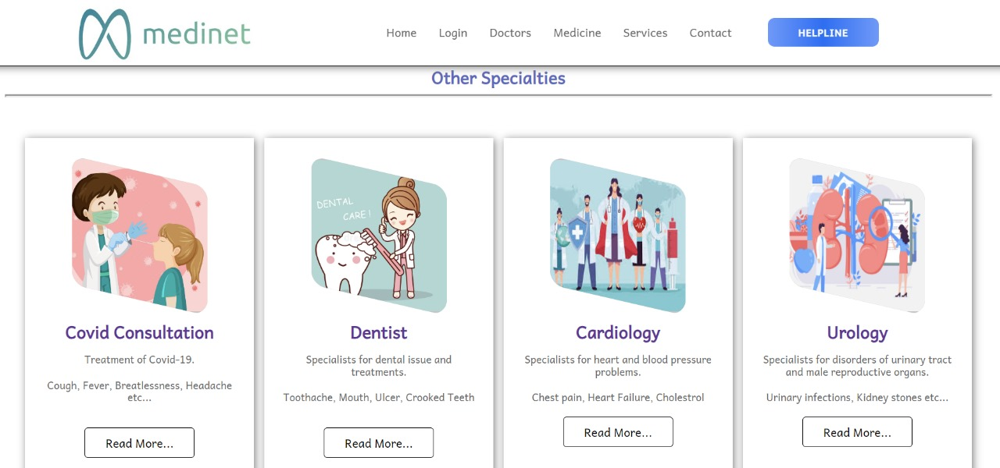 medinet
Home Login Doctors Medicine Services Contact HELPLINE
Other Specialties
DENTAL
CARE !
Covid Consultation
Treatment of Covid-19.
Cough, Fever, Breatlessness, Headache
etc...
Read More...
Dentist
Specialists for dental issue and
treatments.
Toothache, Mouth, Ulcer, Crooked Teeth
Read More...
Cardiology
Specialists for heart and blood pressure
problems.
Chest pain, Heart Failure, Cholestrol
Read More...
Urology
Specialists for disorders of urinary tract
and male reproductive organs.
Urinary infections, Kidney stones etc...
Read More...